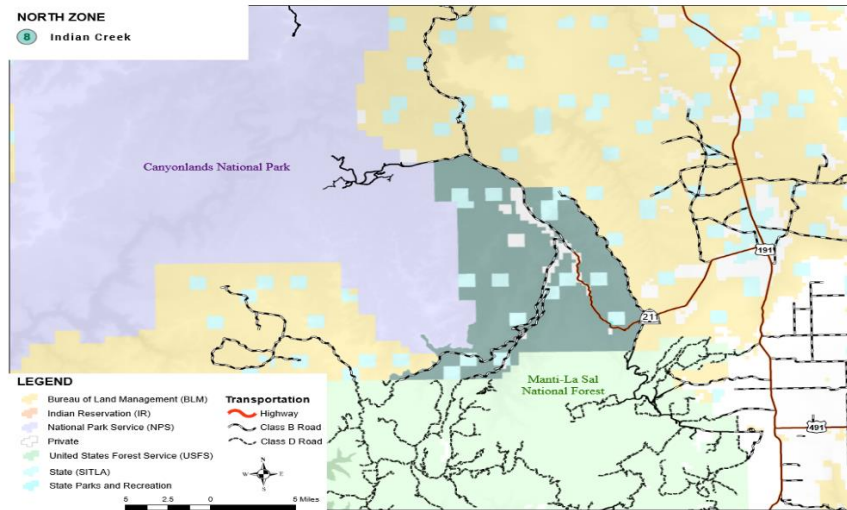 NORTH ZONE
8 Indian Creek
Canyonlands National Park
191
211
Manti-La Sal
National Forest
491
LEGEND
Bureau of Land Management (BLM)
Indian Reservation (IR)
National Park Service (NPS)
Private
United States Forest Service (USFS)
State (SITLA)
State Parks and Recreation
Transportation
Highway
Class B Road
Class D Road
N
W E
S
5 2.5 0 5 Miles